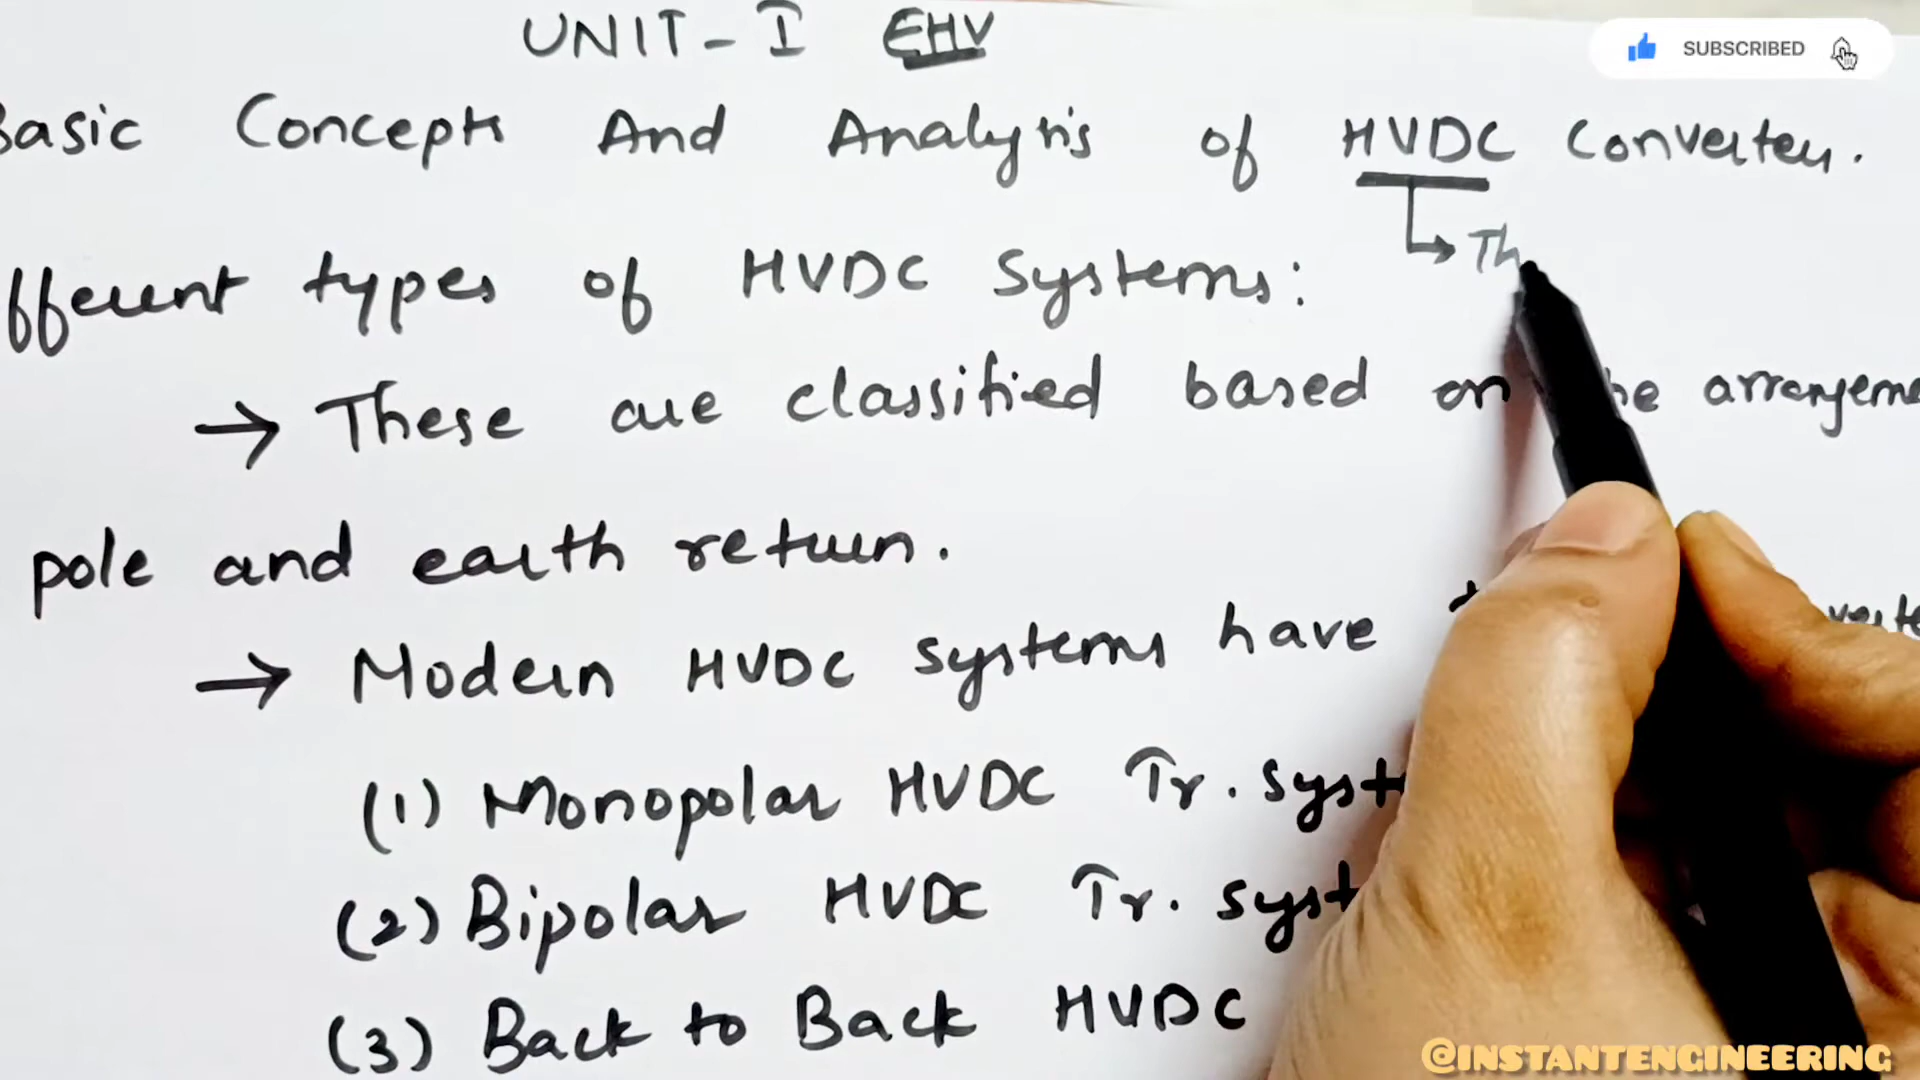 UNIT - I EHV
SUBSCRIBED
Basic Concepts And Analysis of HVDC Converters.
Th
fferent types of HVDC Systems:
→ These are classified based on he arrangeme
pole and earth return.
→ Modern HVDC systems have
(1) Monopolar HVDC Tr. syst
(2) Bipolar HVDC Tr. syst
(3) Back to Back HVDC
@INSTANTENGINEERING